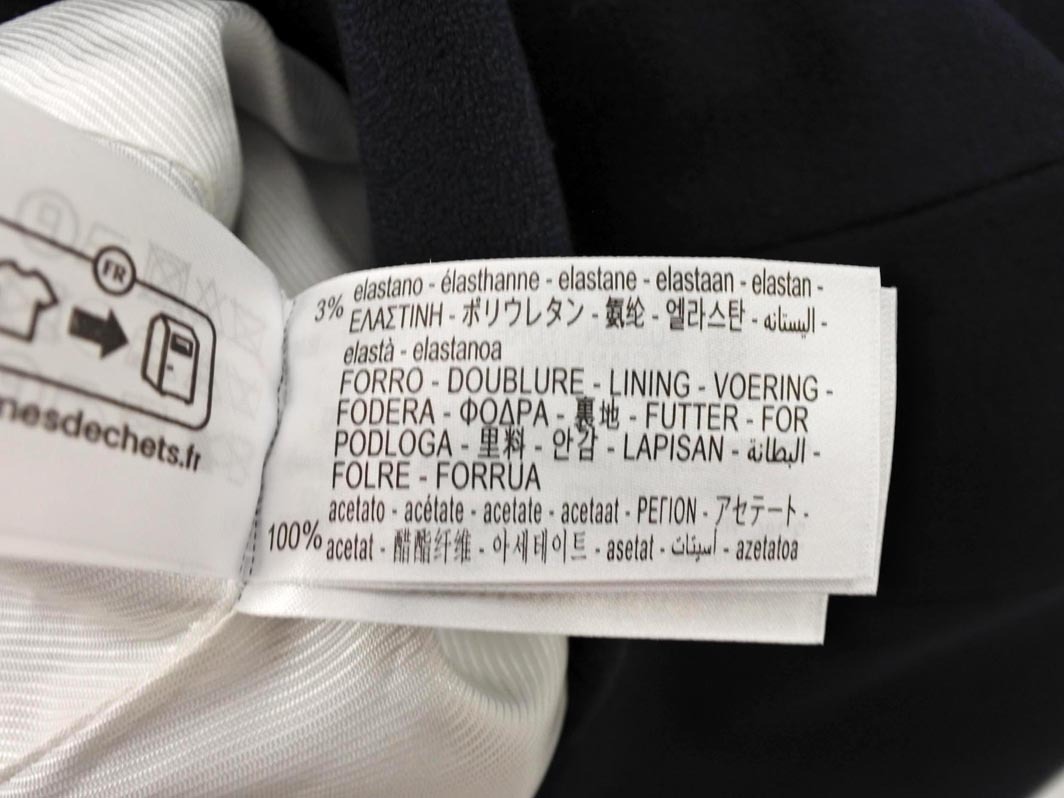 FR
nesdechets.fr
3% elastano - élasthanne - elastane - elastaan - elastan -
ΕΛΑΣΤΙΝΗ - ポリウレタン - 氨纶 - 엘라스탄 - اليستانه -
elastà - elastanoa
FORRO - DOUBLURE - LINING - VOERING -
FODERA - ΦΟΔΡΑ - 裏地 - FUTTER - FOR
PODLOGA - 里料 - 안감 - LAPISAN - البطانة -
FOLRE - FORRUA
acetato - acétate - acetate - acetaat - ΡΕΓΙΟΝ - アセテート -
100% acetat - 醋酯纤维 - 아세테이트 - asetat - أسيتات - azetatoa